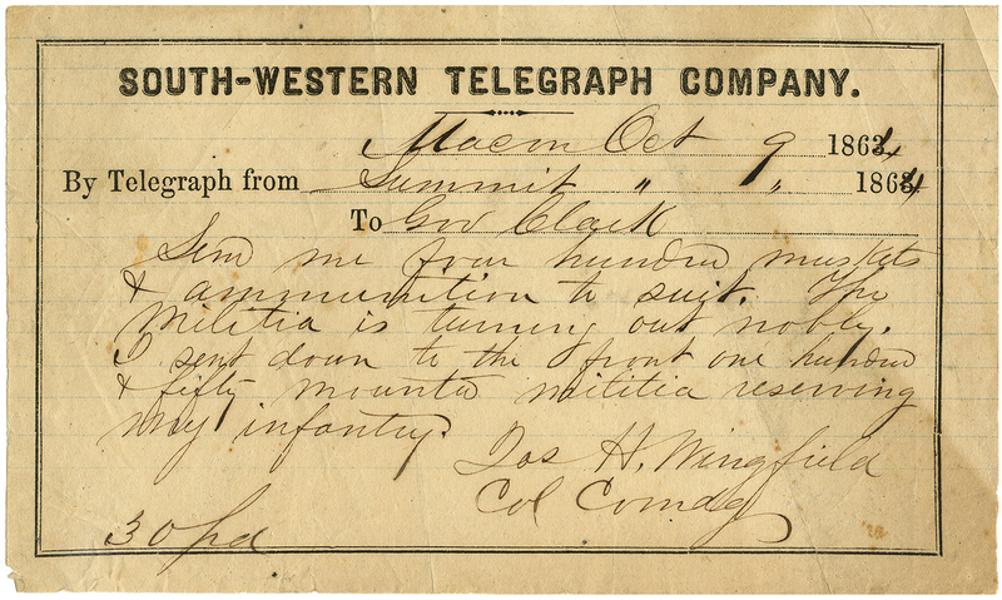 SOUTH-WESTERN TELEGRAPH COMPANY.
Macon Oct 9 1864
By Telegraph from Summit " " 1864
To Gov Clark
Send me four hundred muskets
& ammunition to suit. The
Militia is turning out nobly.
I sent down to the front one hundred
& fifty mounted militia reserving
my infantry.
Jos H. Wingfield
Col Comdg
30 pd